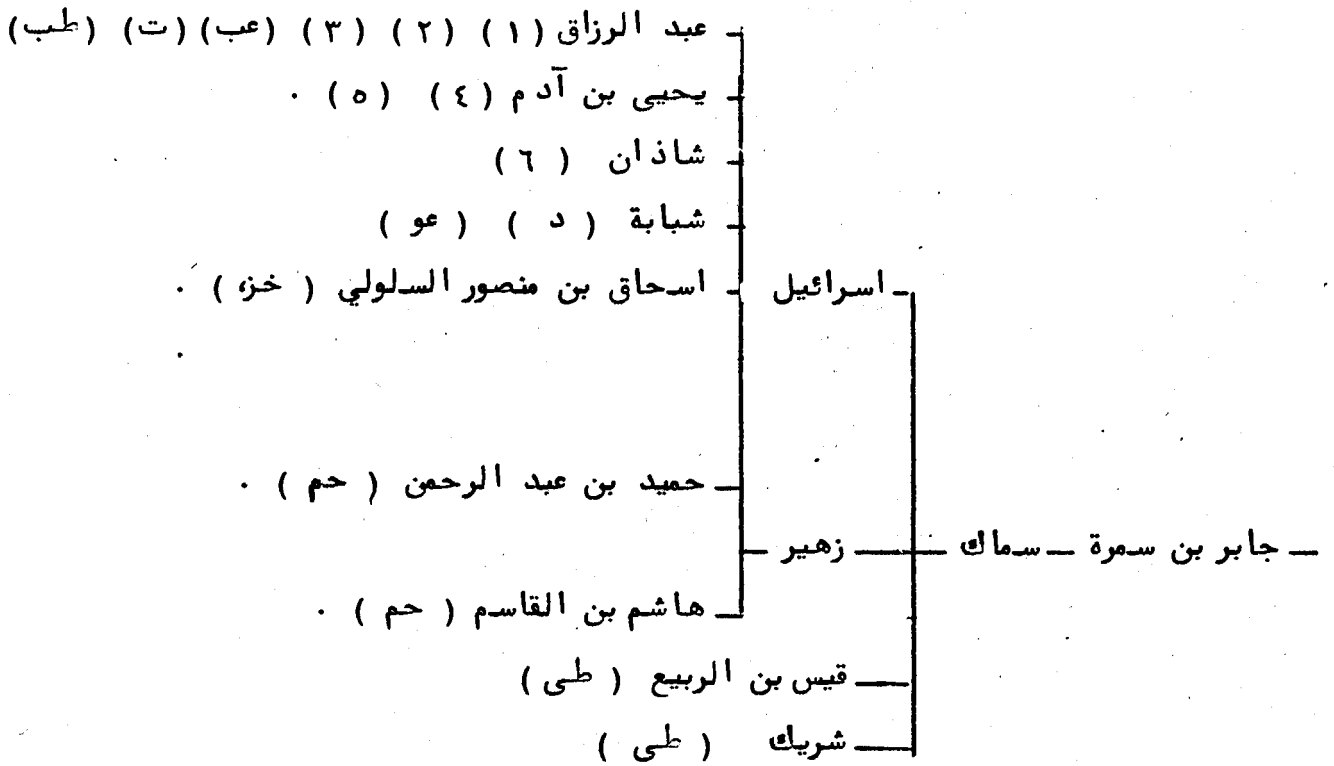 عبد الرزاق (١) (٢) (٣) (عب) (ت) (طب)
يحيى بن آدم (٤) (٥) .
شاذان (٦)
شبابة (د) (عو)
اسرائيل اسحاق بن منصور السلولي (خز) .
حميد بن عبد الرحمن (حم) .
جابر بن سمرة سماك زهير
هاشم بن القاسم (حم) .
قيس بن الربيع (طى)
شريك (طى)